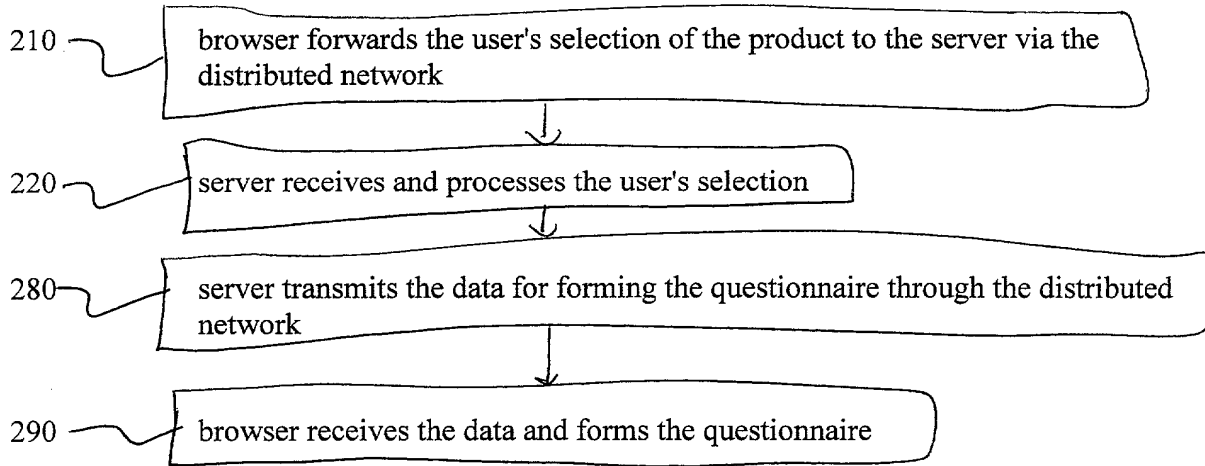 210 browser forwards the user's selection of the product to the server via the
distributed network
220 server receives and processes the user's selection
280 server transmits the data for forming the questionnaire through the distributed
network
290 browser receives the data and forms the questionnaire